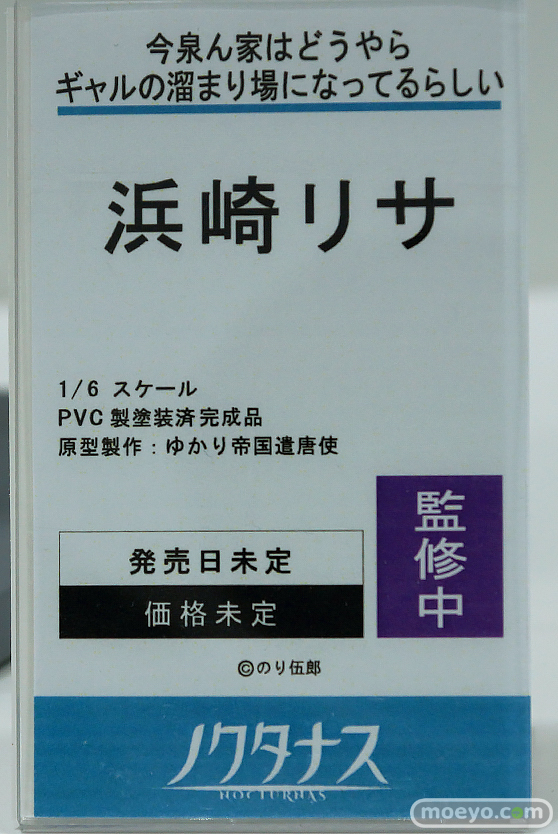 今泉ん家はどうやら
ギャルの溜まり場になってるらしい
浜崎リサ
1/6 スケール
PVC製塗装済完成品
原型製作：ゆかり帝国遣唐使
監修中
発売日未定
価格未定
©のり伍郎
ノクターナス
NOCTURNAS
moeyo.com